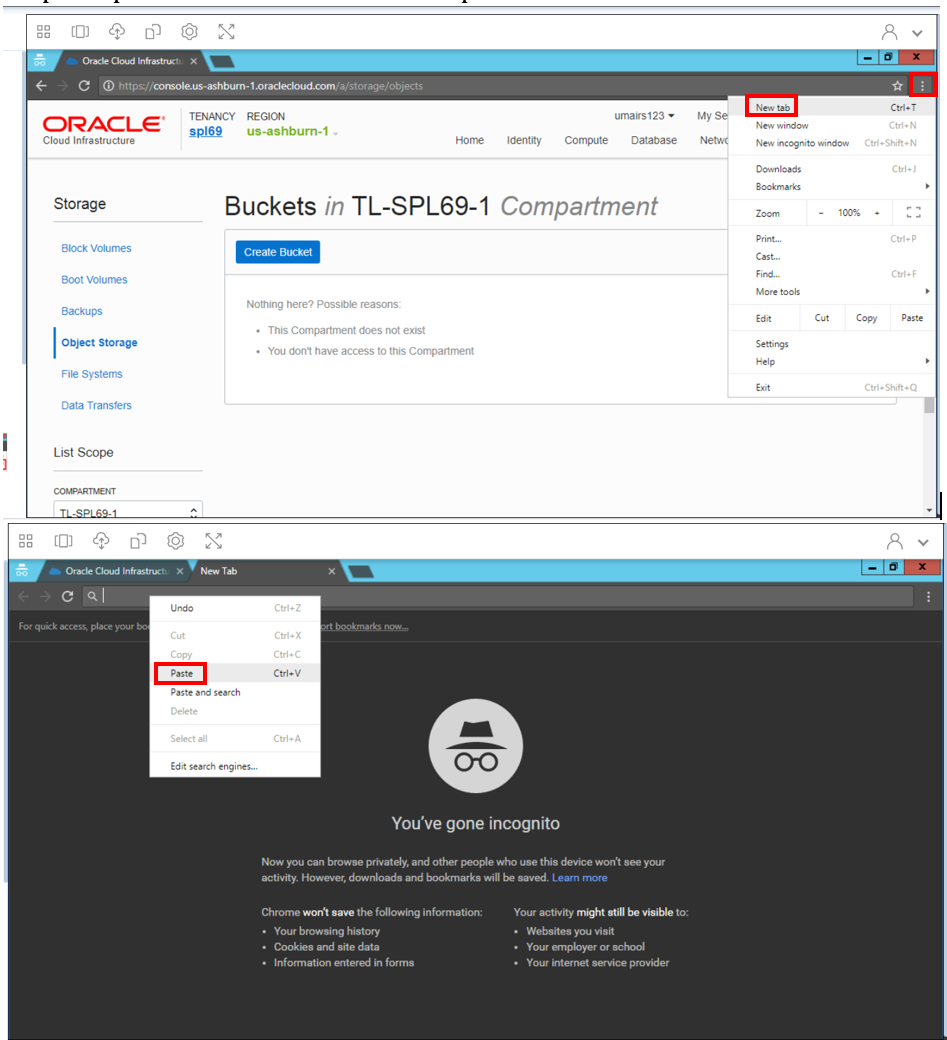 Oracle Cloud Infrastructu ×
https://console.us-ashburn-1.oraclecloud.com/a/storage/objects
ORACLE®
Cloud Infrastructure
TENANCY REGION
spl69 us-ashburn-1
umairs123 My Se
Home Identity Compute Database Netwo
New tab Ctrl+T
New window Ctrl+N
New incognito window Ctrl+Shift+N
Downloads Ctrl+J
Bookmarks
Zoom - 100% +
Print... Ctrl+P
Cast...
Find... Ctrl+F
More tools
Edit Cut Copy Paste
Settings
Help
Exit Ctrl+Shift+Q
Storage
Block Volumes
Boot Volumes
Backups
Object Storage
File Systems
Data Transfers
List Scope
COMPARTMENT
TL-SPL69-1
Buckets in TL-SPL69-1 Compartment
Create Bucket
Nothing here? Possible reasons:
• This Compartment does not exist
• You don't have access to this Compartment
Oracle Cloud Infrastructu × New Tab ×
For quick access, place your boo
ort bookmarks now...
Undo Ctrl+Z
Cut Ctrl+X
Copy Ctrl+C
Paste Ctrl+V
Paste and search
Delete
Select all Ctrl+A
Edit search engines...
You've gone incognito
Now you can browse privately, and other people who use this device won't see your
activity. However, downloads and bookmarks will be saved. Learn more
Chrome won't save the following information:
• Your browsing history
• Cookies and site data
• Information entered in forms
Your activity might still be visible to:
• Websites you visit
• Your employer or school
• Your internet service provider